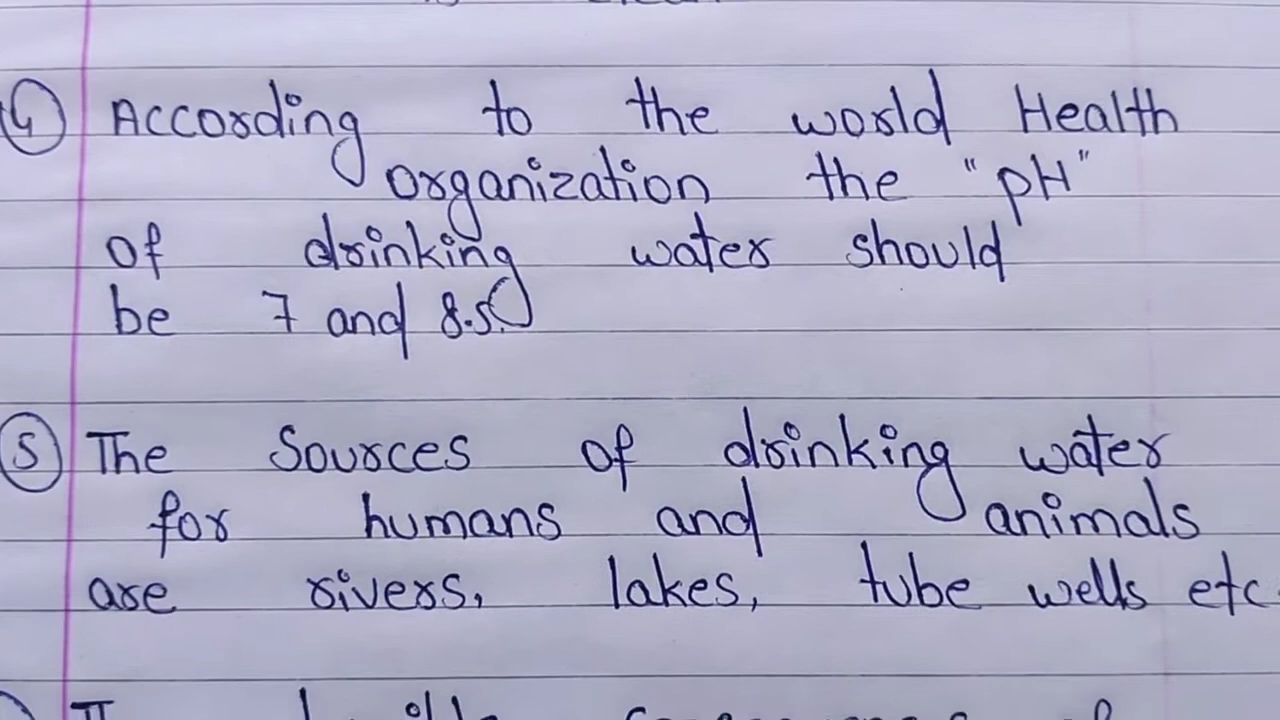 ④ According to the world Health
organization the "pH"
of drinking water should
be 7 and 8.5.
⑤ The Sources of drinking water
for humans and animals
are rivers, lakes, tube wells etc.